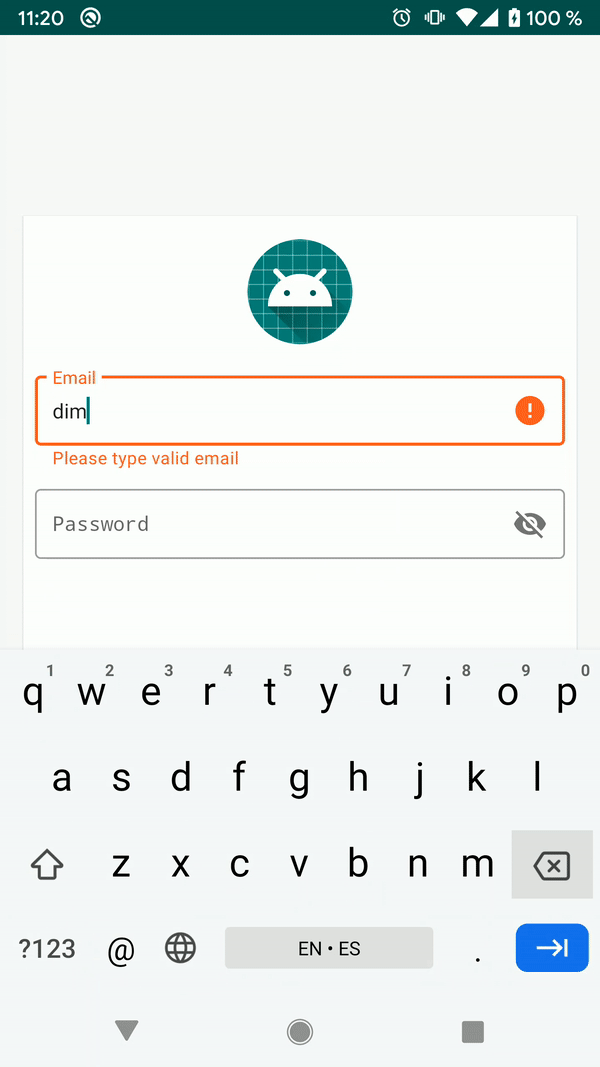 11:20 100 %
Email
dim
Please type valid email
Password
1 2 3 4 5 6 7 8 9 0
q w e r t y u i o p
a s d f g h j k l
z x c v b n m
?123 @ EN • ES .